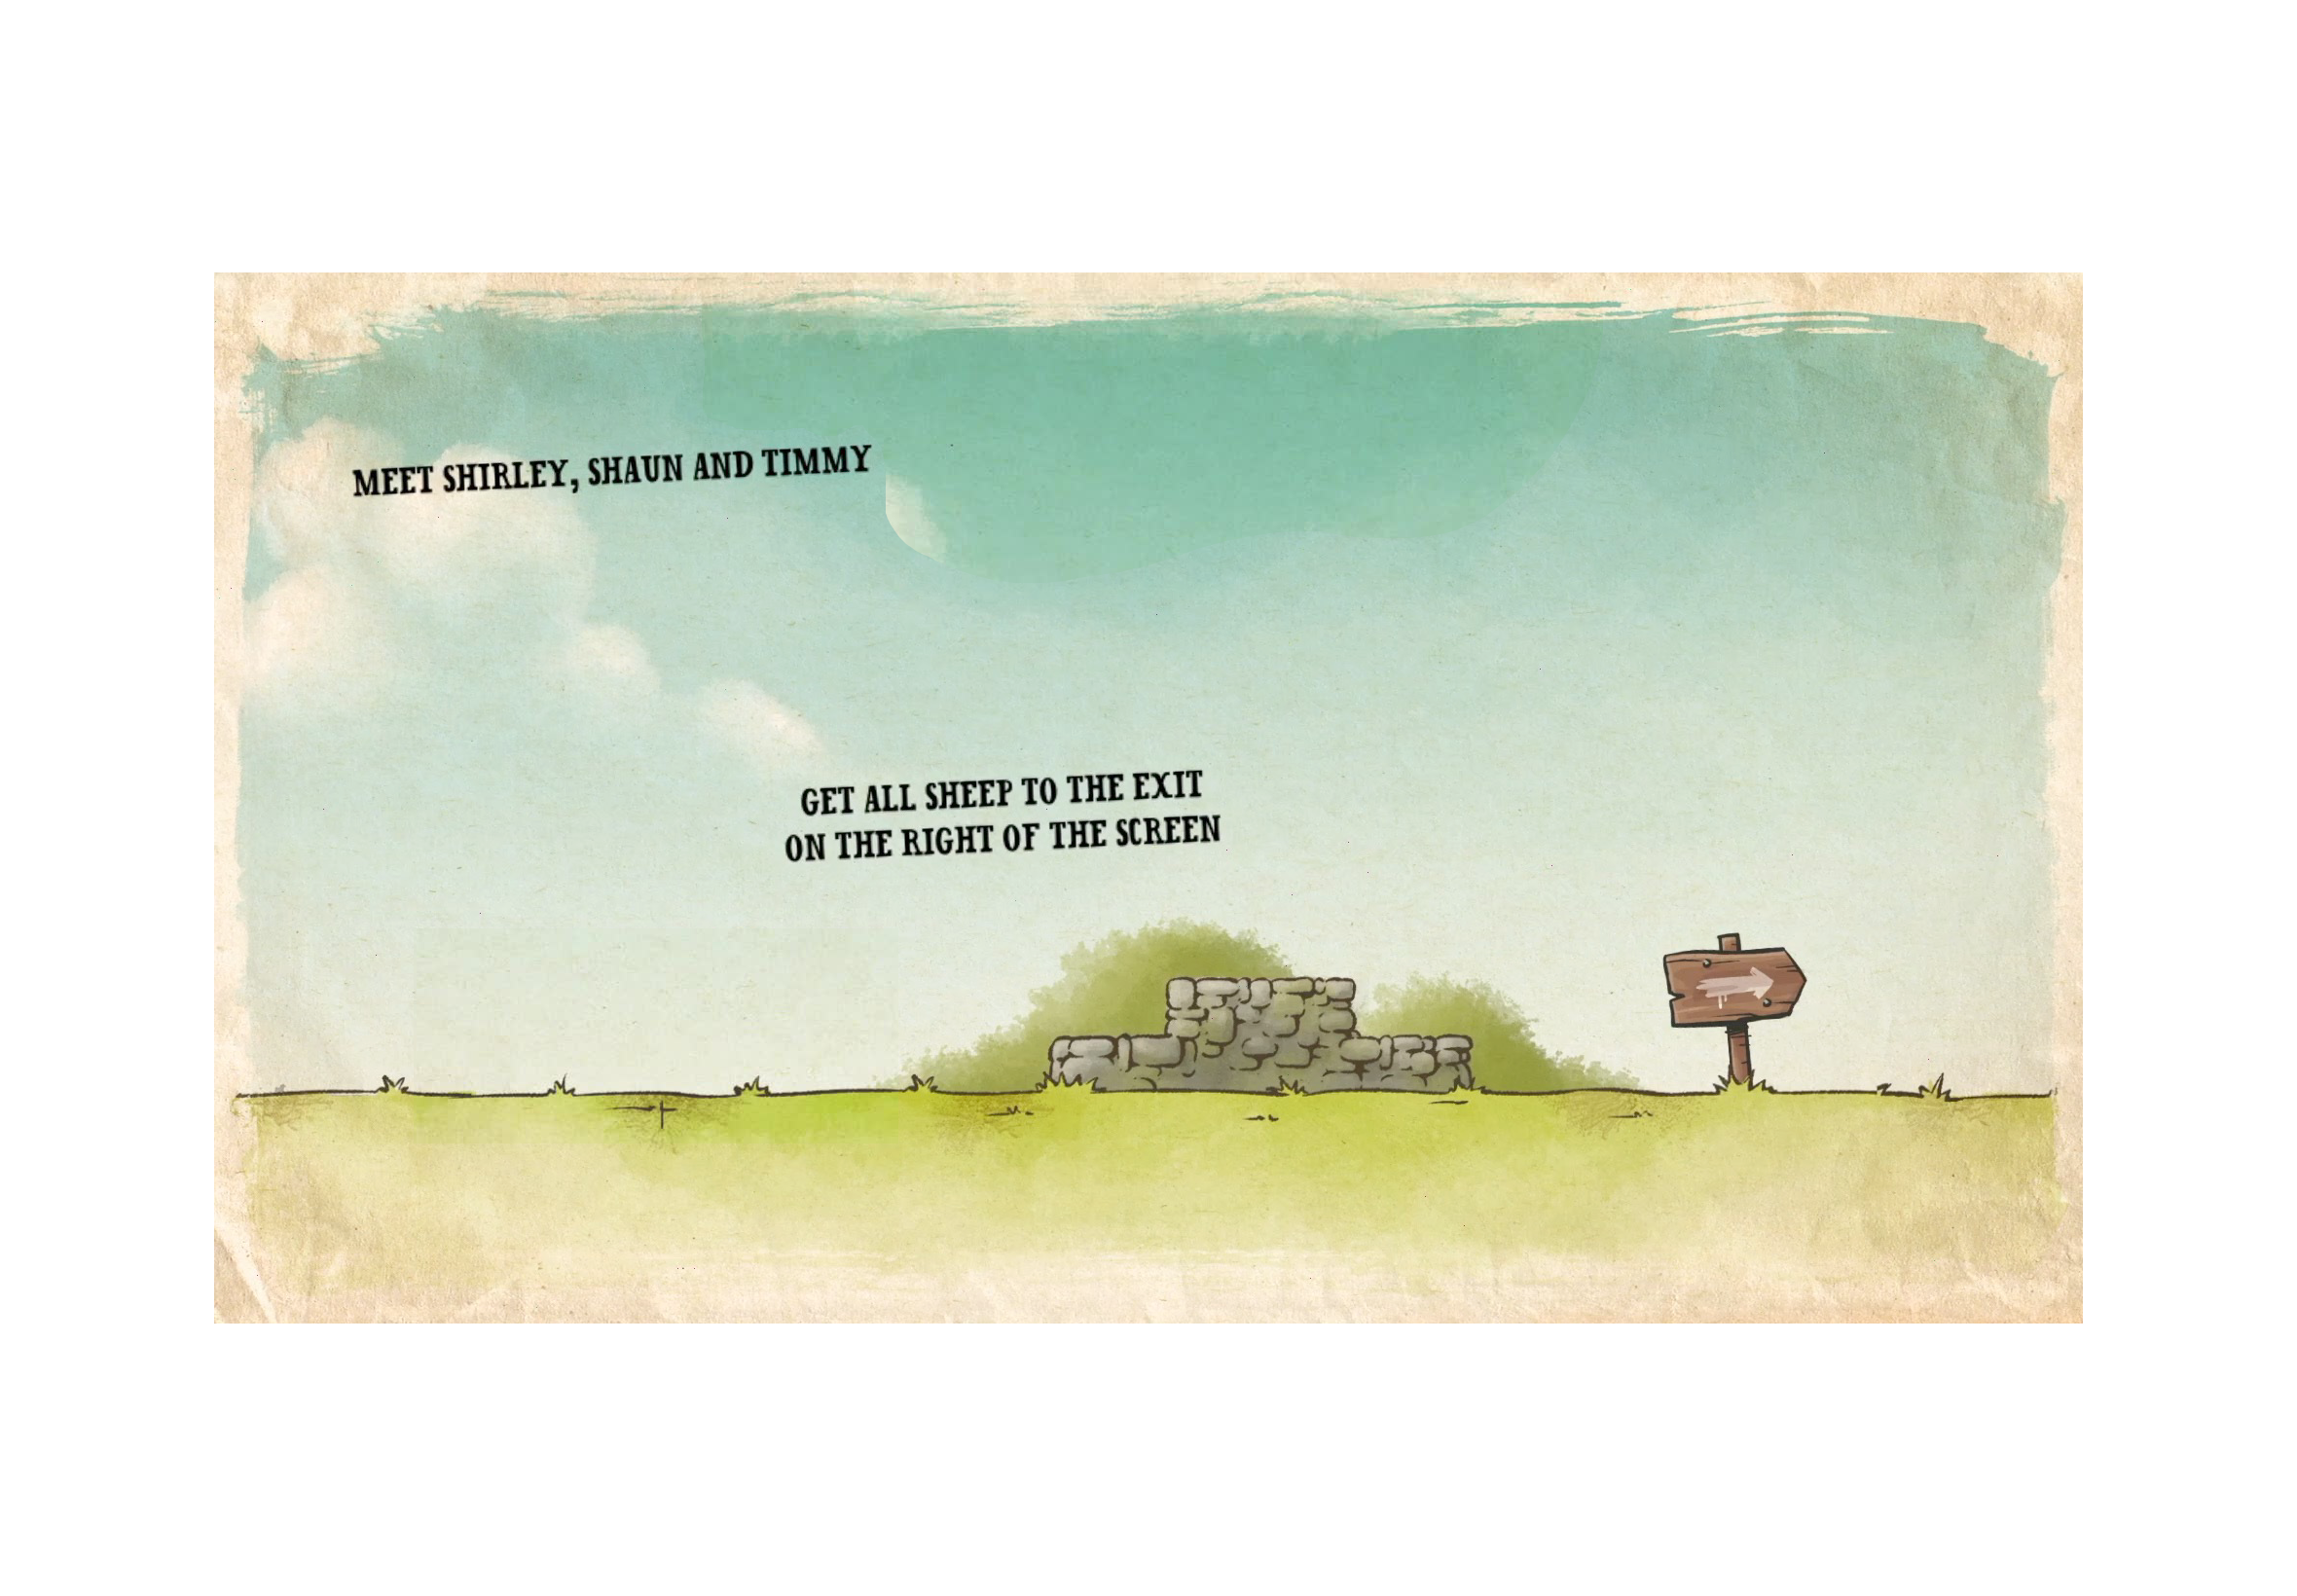 MEET SHIRLEY, SHAUN AND TIMMY
GET ALL SHEEP TO THE EXIT
ON THE RIGHT OF THE SCREEN